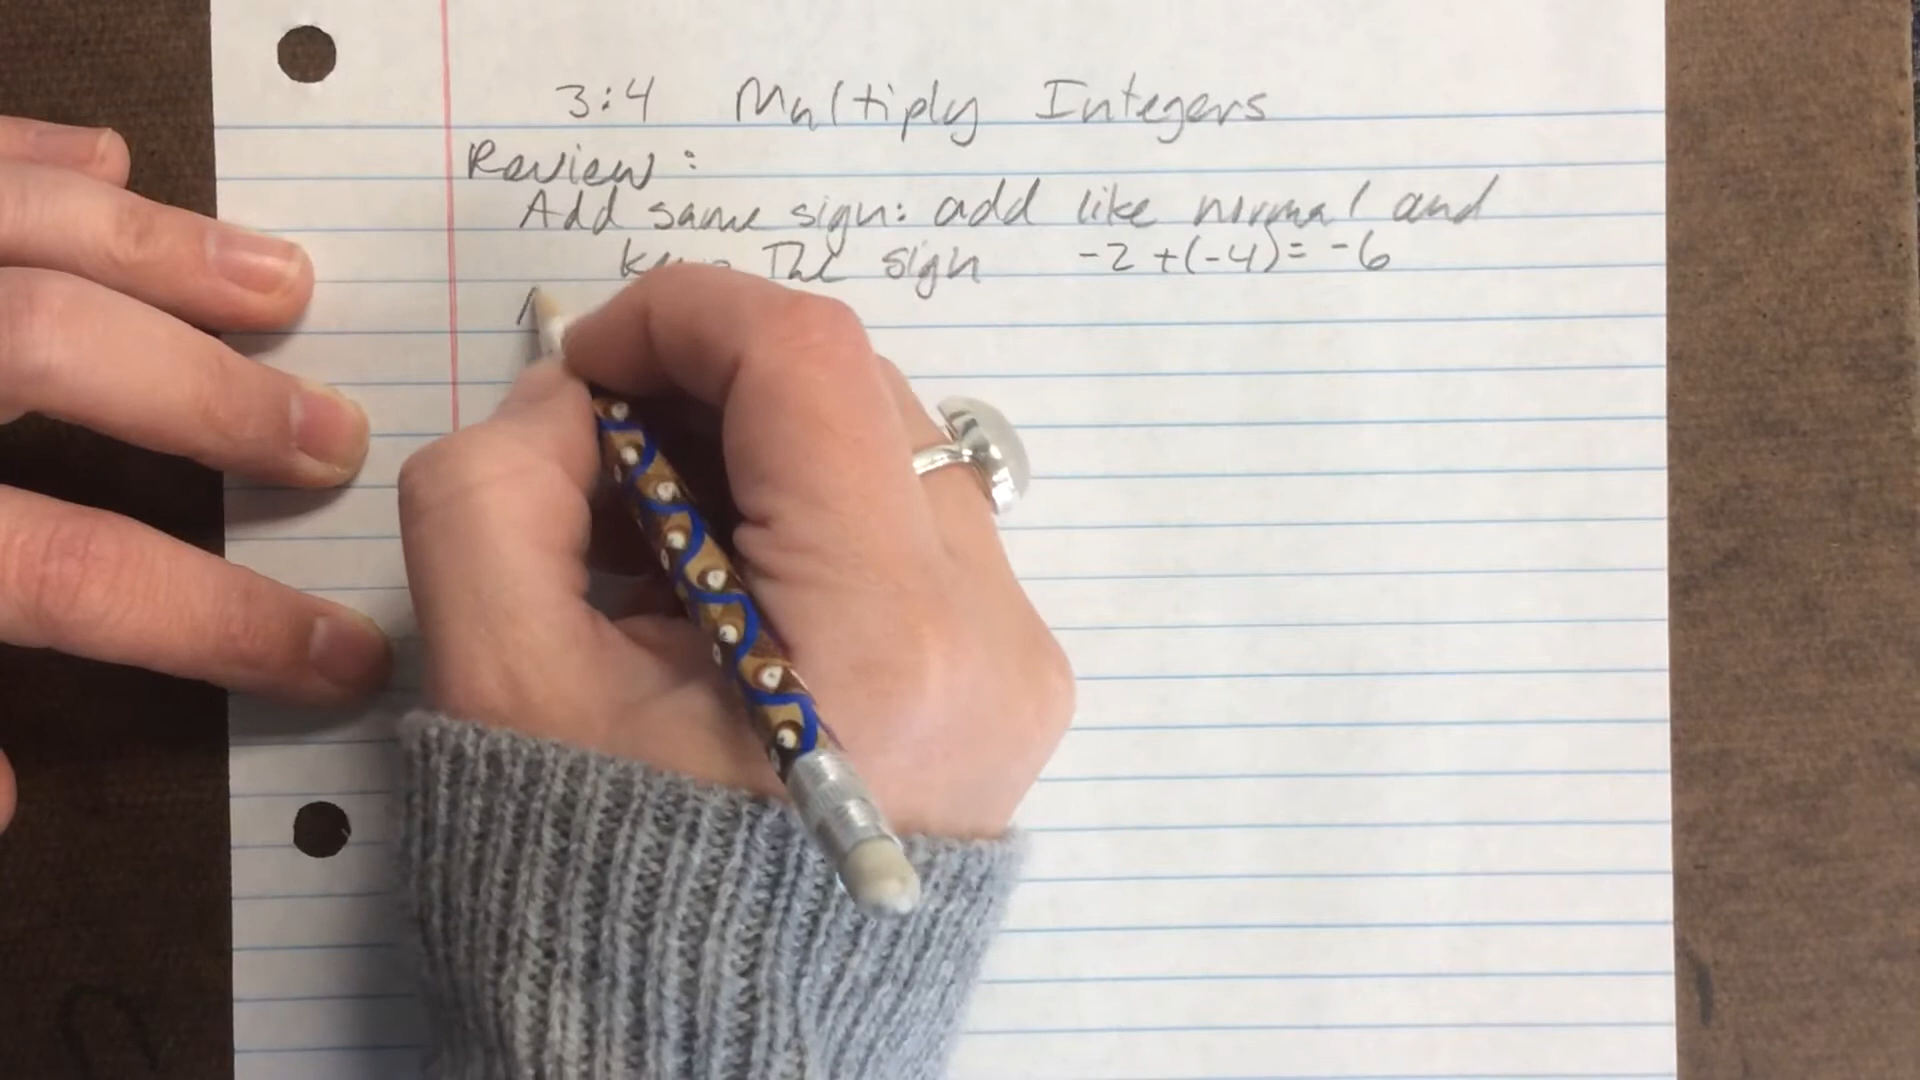 3:4 Multiply Integers
Review:
Add same sign: add like normal and
the sign -2 +(-4)= -6